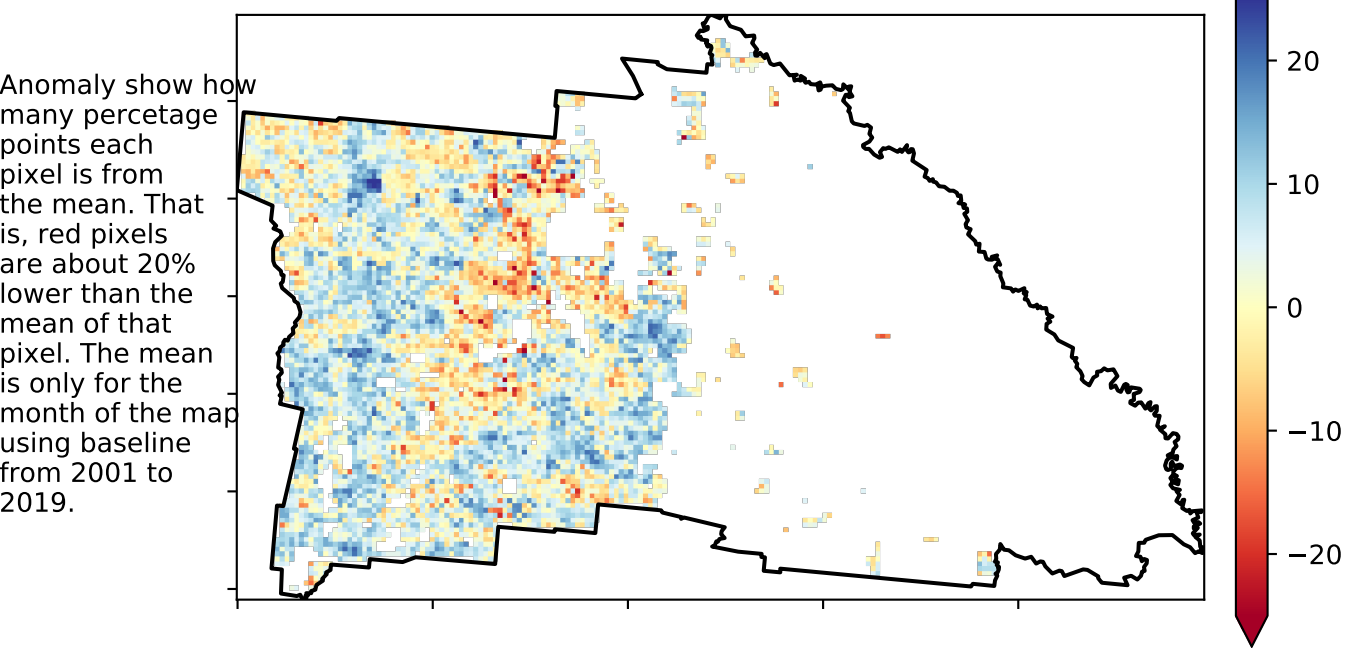 Anomaly show how
many percetage
points each
pixel is from
the mean. That
is, red pixels
are about 20%
lower than the
mean of that
pixel. The mean
is only for the
month of the map
using baseline
from 2001 to
2019.
20
10
0
−10
−20